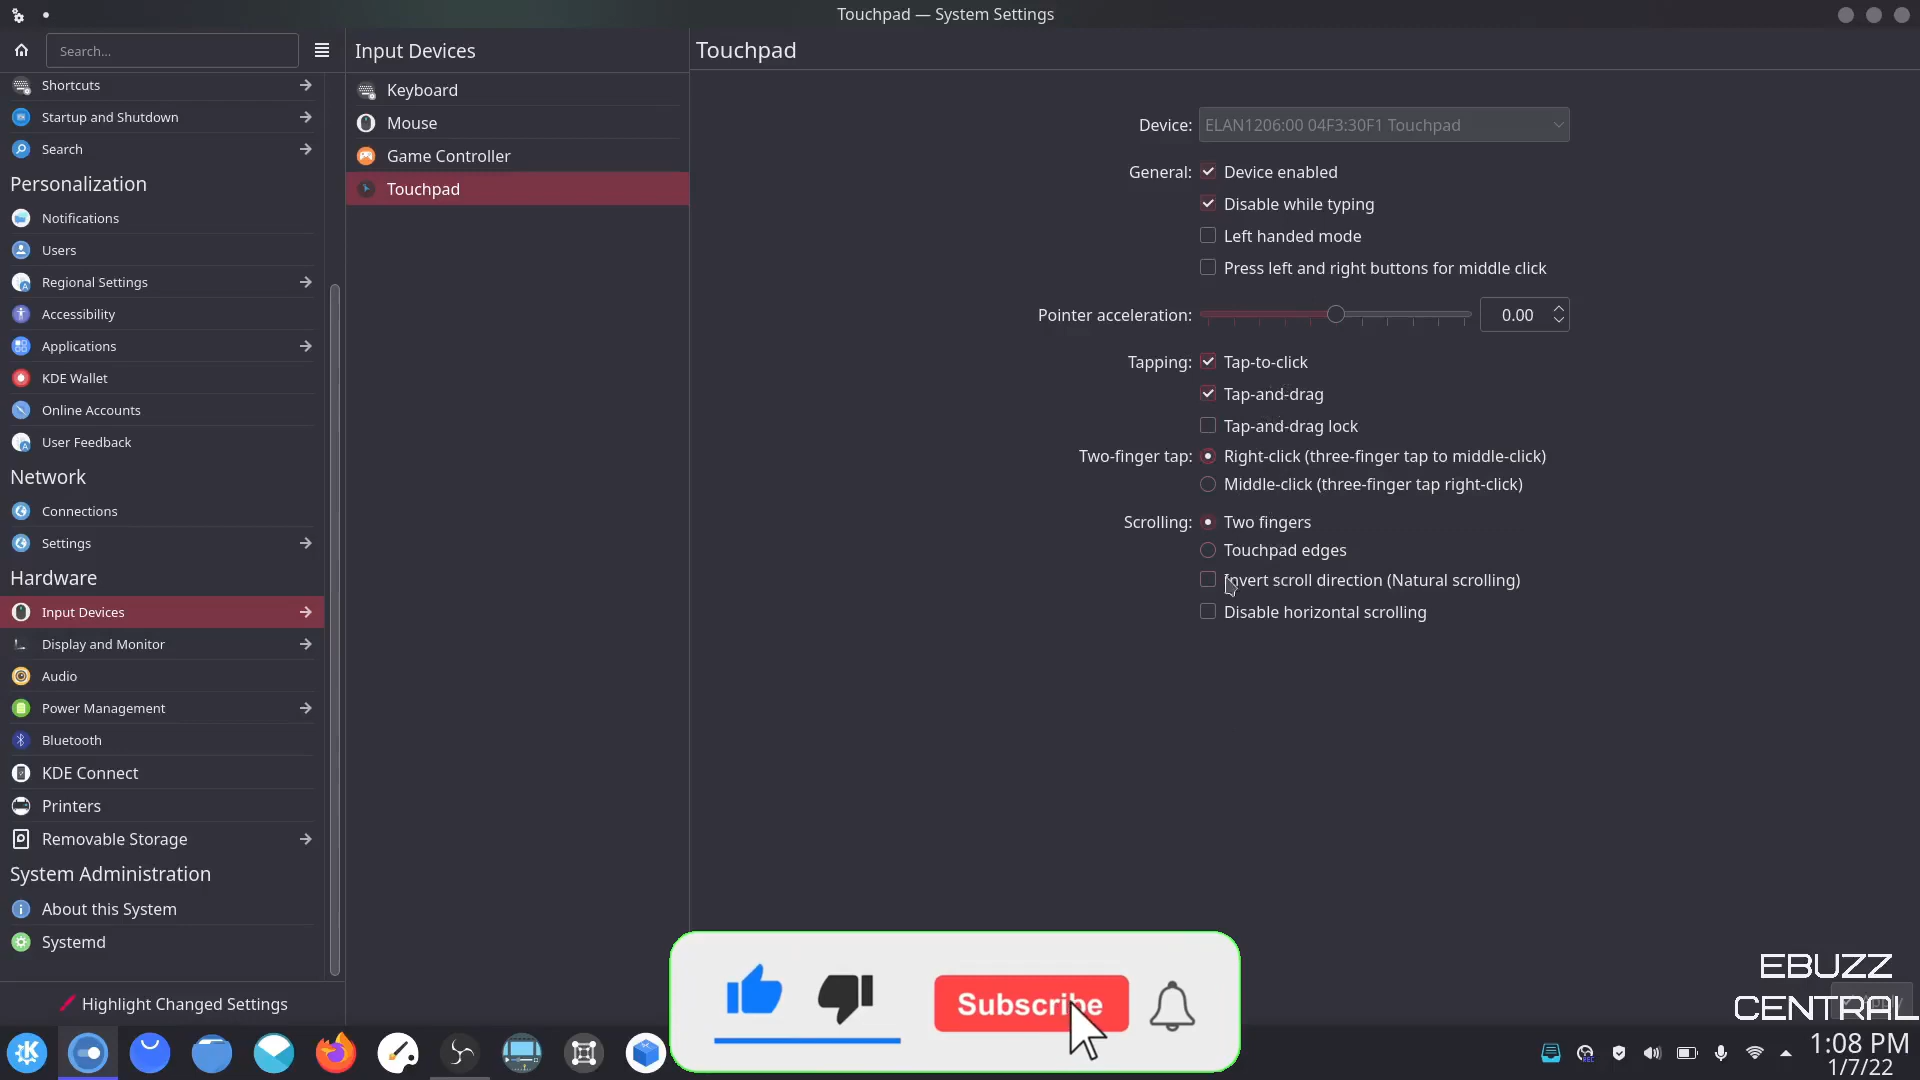 Touchpad — System Settings
Search...
Input Devices
Touchpad
Shortcuts
Startup and Shutdown
Search
Personalization
Notifications
Users
Regional Settings
Accessibility
Applications
KDE Wallet
Online Accounts
User Feedback
Network
Connections
Settings
Hardware
Input Devices
Display and Monitor
Audio
Power Management
Bluetooth
KDE Connect
Printers
Removable Storage
System Administration
About this System
Systemd
Highlight Changed Settings
Keyboard
Mouse
Game Controller
Touchpad
Device: ELAN1206:00 04F3:30F1 Touchpad
General: Device enabled
Disable while typing
Left handed mode
Press left and right buttons for middle click
Pointer acceleration: 0.00
Tapping: Tap-to-click
Tap-and-drag
Tap-and-drag lock
Two-finger tap: Right-click (three-finger tap to middle-click)
Middle-click (three-finger tap right-click)
Scrolling: Two fingers
Touchpad edges
Invert scroll direction (Natural scrolling)
Disable horizontal scrolling
Subscribe
EBUZZ
CENTRAL
1:08 PM
1/7/22